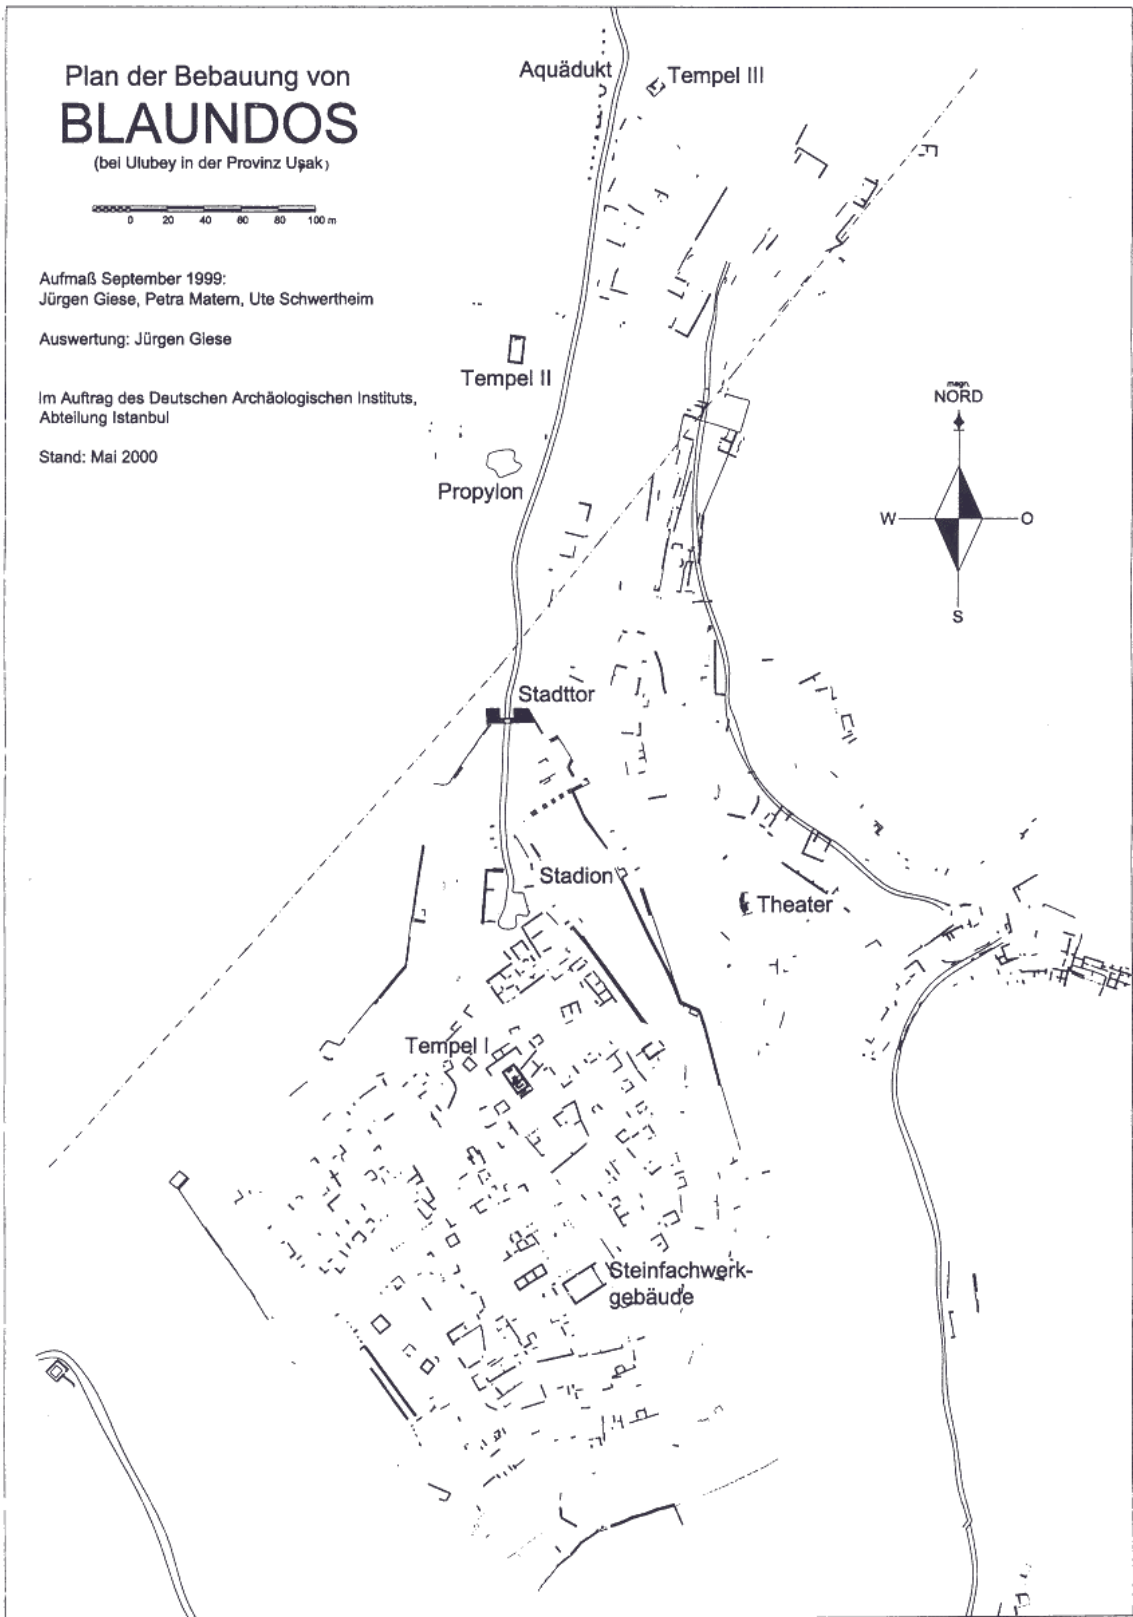 Plan der Bebauung von
BLAUNDOS
(bei Ulubey in der Provinz Uşak)
0 20 40 60 80 100 m
Aufmaß September 1999:
Jürgen Giese, Petra Matern, Ute Schwertheim
Auswertung: Jürgen Giese
Im Auftrag des Deutschen Archäologischen Instituts,
Abteilung Istanbul
Stand: Mai 2000
Aquädukt
Tempel III
Tempel II
Propylon
magn.
NORD
W
O
S
Stadttor
Stadion
Theater
Tempel I
Steinfachwerk-
gebäude